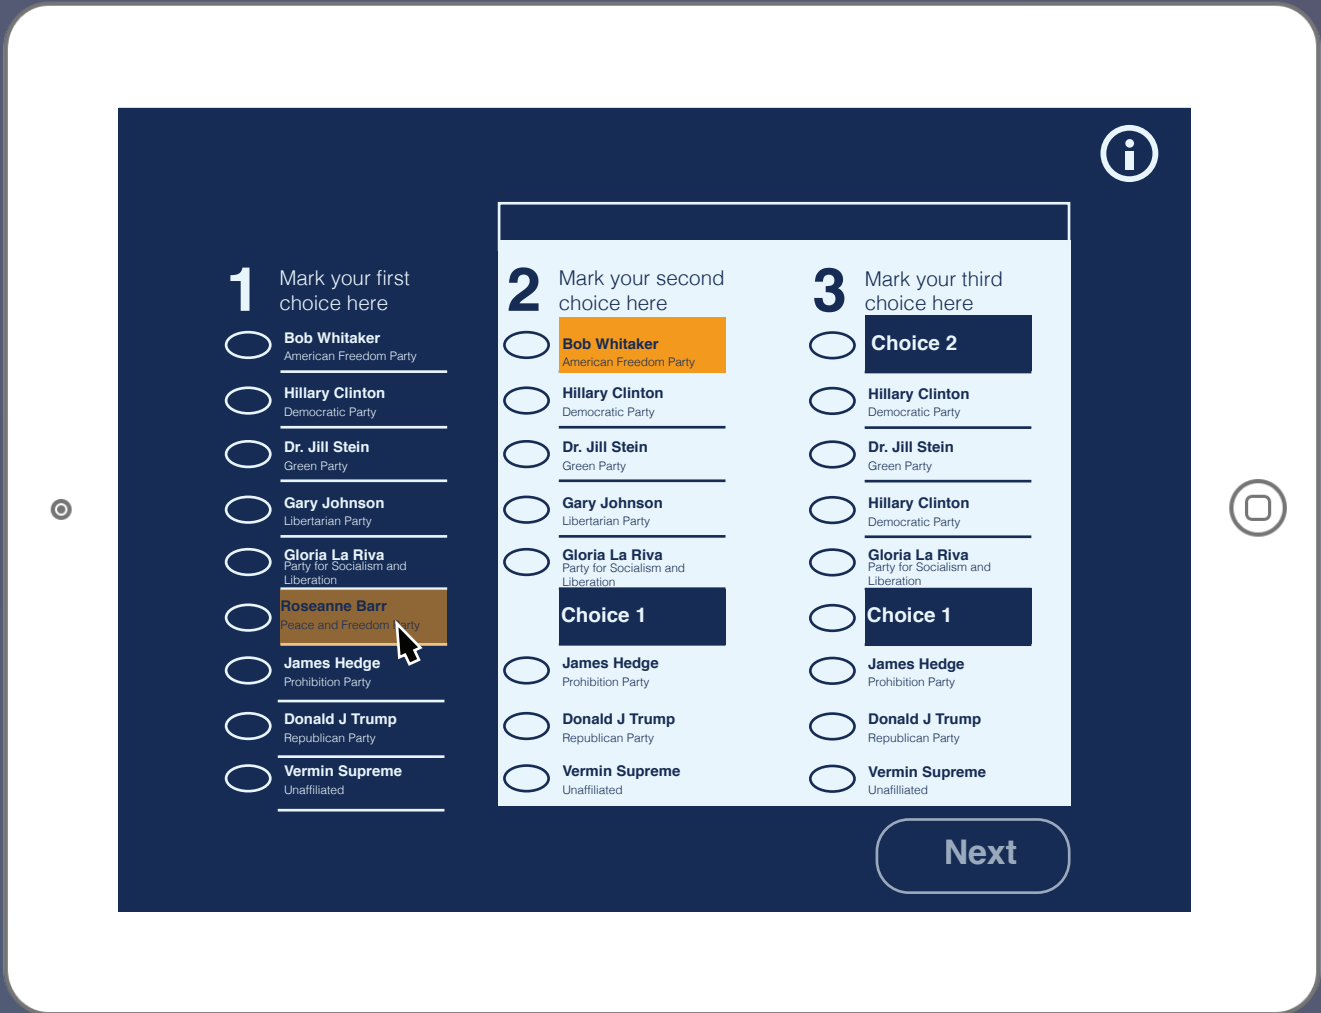 1
Mark your first
choice here
Bob Whitaker
American Freedom Party
Hillary Clinton
Democratic Party
Dr. Jill Stein
Green Party
Gary Johnson
Libertarian Party
Gloria La Riva
Party for Socialism and
Liberation
Roseanne Barr
Peace and Freedom Party
James Hedge
Prohibition Party
Donald J Trump
Republican Party
Vermin Supreme
Unaffiliated
2
Mark your second
choice here
Bob Whitaker
American Freedom Party
Hillary Clinton
Democratic Party
Dr. Jill Stein
Green Party
Gary Johnson
Libertarian Party
Gloria La Riva
Party for Socialism and
Liberation
Choice 1
James Hedge
Prohibition Party
Donald J Trump
Republican Party
Vermin Supreme
Unaffiliated
3
Mark your third
choice here
Choice 2
Hillary Clinton
Democratic Party
Dr. Jill Stein
Green Party
Hillary Clinton
Democratic Party
Gloria La Riva
Party for Socialism and
Liberation
Choice 1
James Hedge
Prohibition Party
Donald J Trump
Republican Party
Vermin Supreme
Unafilliated
Next